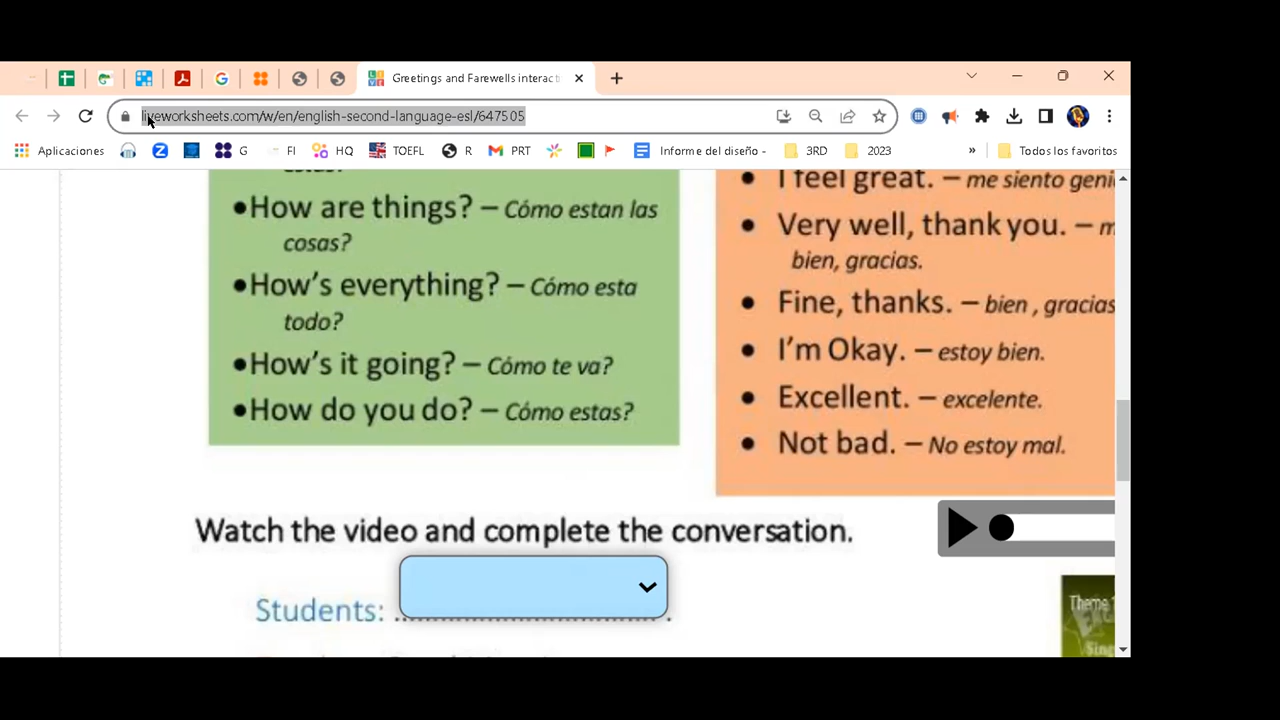 Greetings and Farewells interact
liveworksheets.com/w/en/english-second-language-esl/647505
Aplicaciones G FI HQ TOEFL R PRT Informe del diseño - 3RD 2023 » Todos los favoritos
•How are things? – Cómo estan las
cosas?
•How's everything? – Cómo esta
todo?
•How's it going? – Cómo te va?
•How do you do? – Cómo estas?
• I feel great. – me siento geni
• Very well, thank you. – m
bien, gracias.
• Fine, thanks. – bien , gracias
• I'm Okay. – estoy bien.
• Excellent. – excelente.
• Not bad. – No estoy mal.
Watch the video and complete the conversation.
Students: .
Theme 1